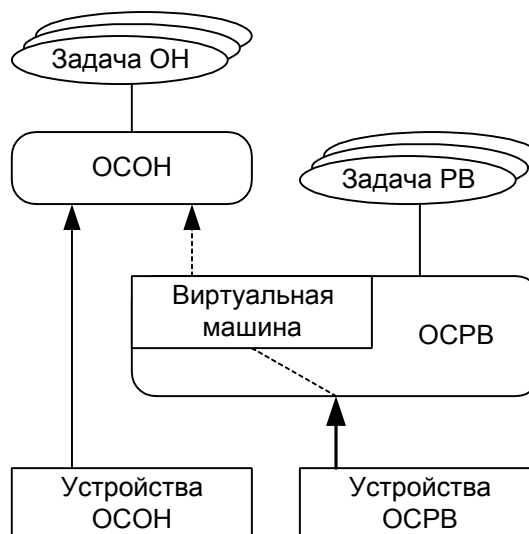 Задача ОН
ОСОН
Задача РВ
Виртуальная
машина
ОСРВ
Устройства
ОСОН
Устройства
ОСРВ